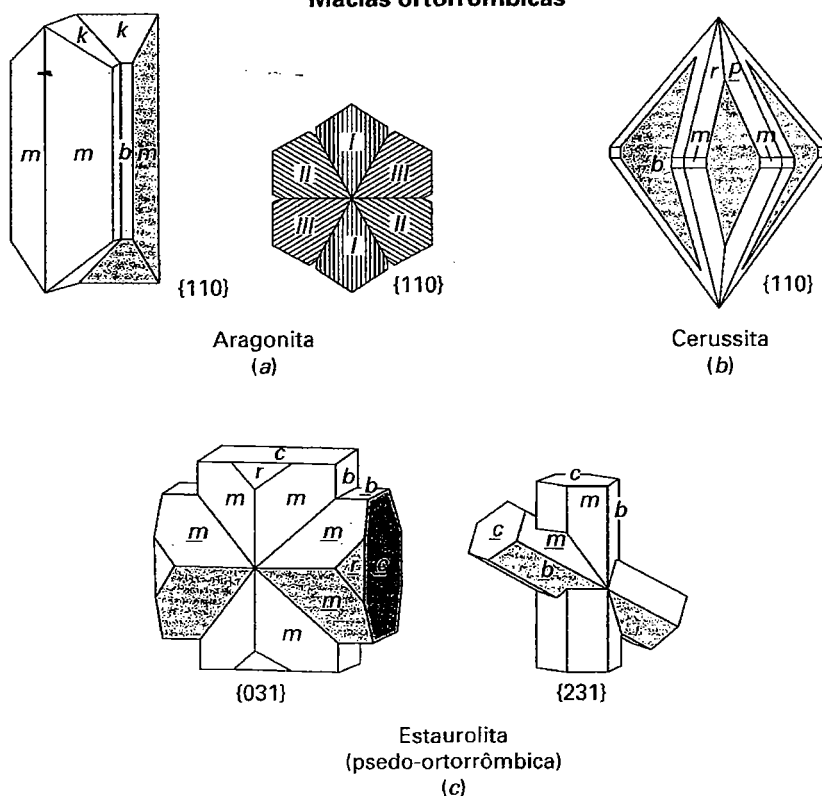 Maclas ortorrômbicas
k k
m m b m
{110}
I
II III
III II
I
{110}
Aragonita
(a)
r p
m m
b
{110}
Cerussita
(b)
c
r b
m m b
m m
r c
m
m
{031}
c
m b
c m
b
{231}
Estaurolita
(psedo-ortorrômbica)
(c)